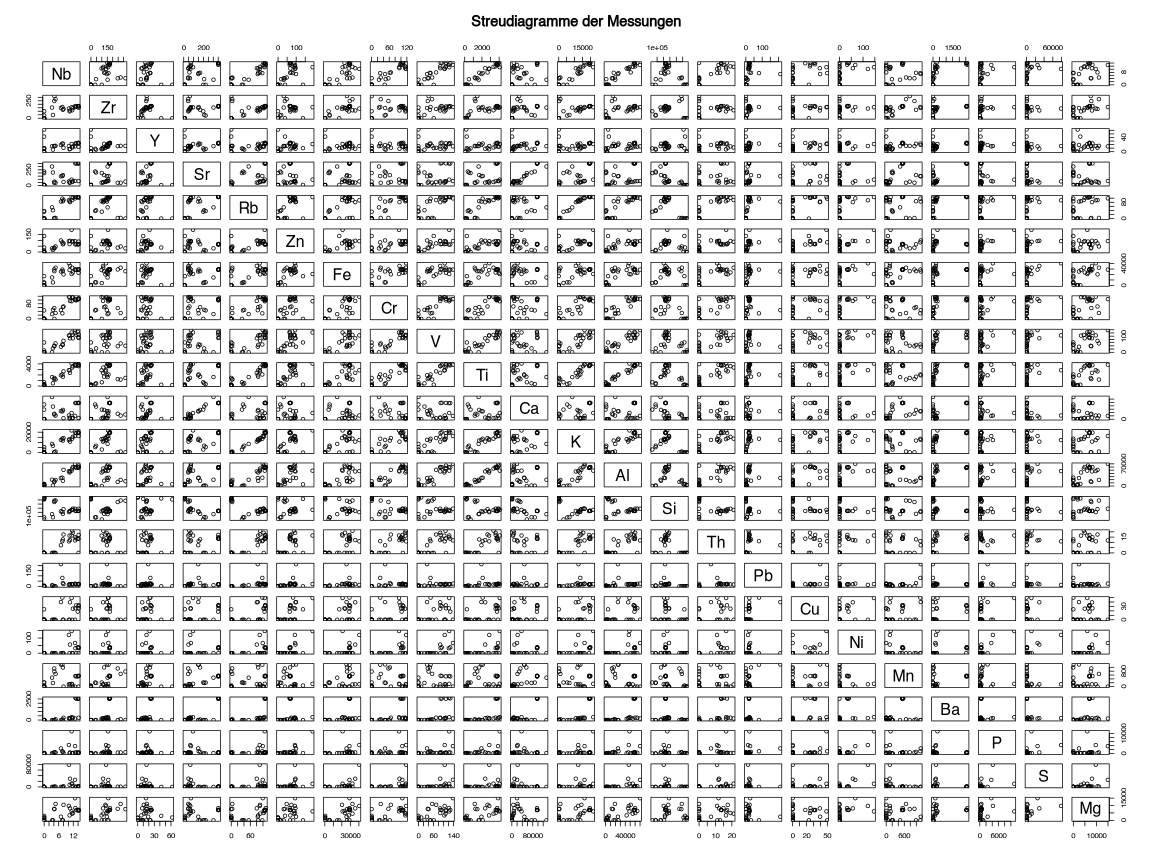 Streudiagramme der Messungen
0 150 0 200 0 100 0 60 120 2000 0 15000 1e+05 0 100 0 100 0 1500 0 60000
Nb 0 8
0 250 Zr
Y 0 40
0 250 Sr
Rb 0 80
0 150 Zn
Fe 0 40000
0 80 Cr
V 0 100
0 4000 Ti
Ca 0
0 20000 K
Al 0 70000
1e+05 Si
Th 0 15
0 150 Pb
Cu 0 30
0 100 Ni
Mn 0 600
0 2000 Ba
P 0 10000
0 80000 S
Mg 0 15000
0 6 12 0 30 60 0 60 0 30000 0 60 140 0 80000 0 40000 0 10 20 0 20 50 0 600 0 6000 0 10000